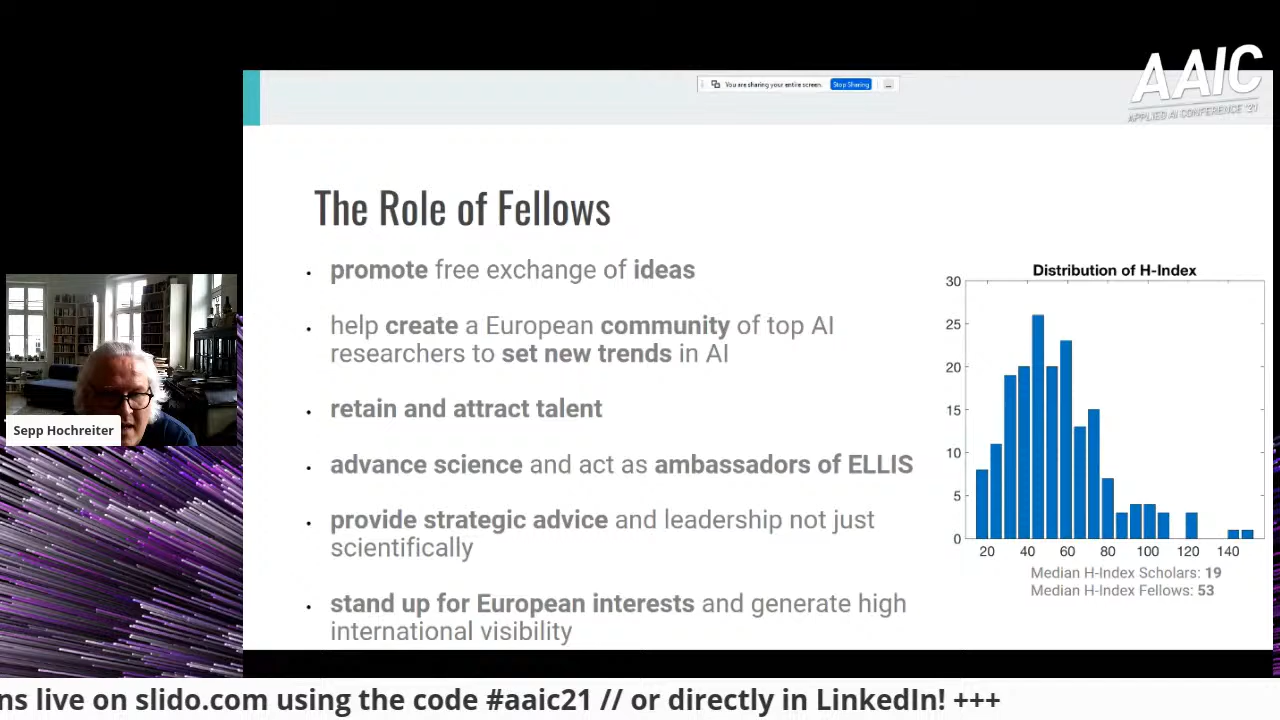 You are sharing your entire screen.
Stop Sharing
AAIC
APPLIED AI CONFERENCE '21
The Role of Fellows
promote free exchange of ideas
help create a European community of top AI
researchers to set new trends in AI
retain and attract talent
advance science and act as ambassadors of ELLIS
provide strategic advice and leadership not just
scientifically
stand up for European interests and generate high
international visibility
Distribution of H-Index
30
25
20
15
10
5
0
20 40 60 80 100 120 140
Median H-Index Scholars: 19
Median H-Index Fellows: 53
Sepp Hochreiter
ns live on slido.com using the code #aaic21 // or directly in LinkedIn! +++